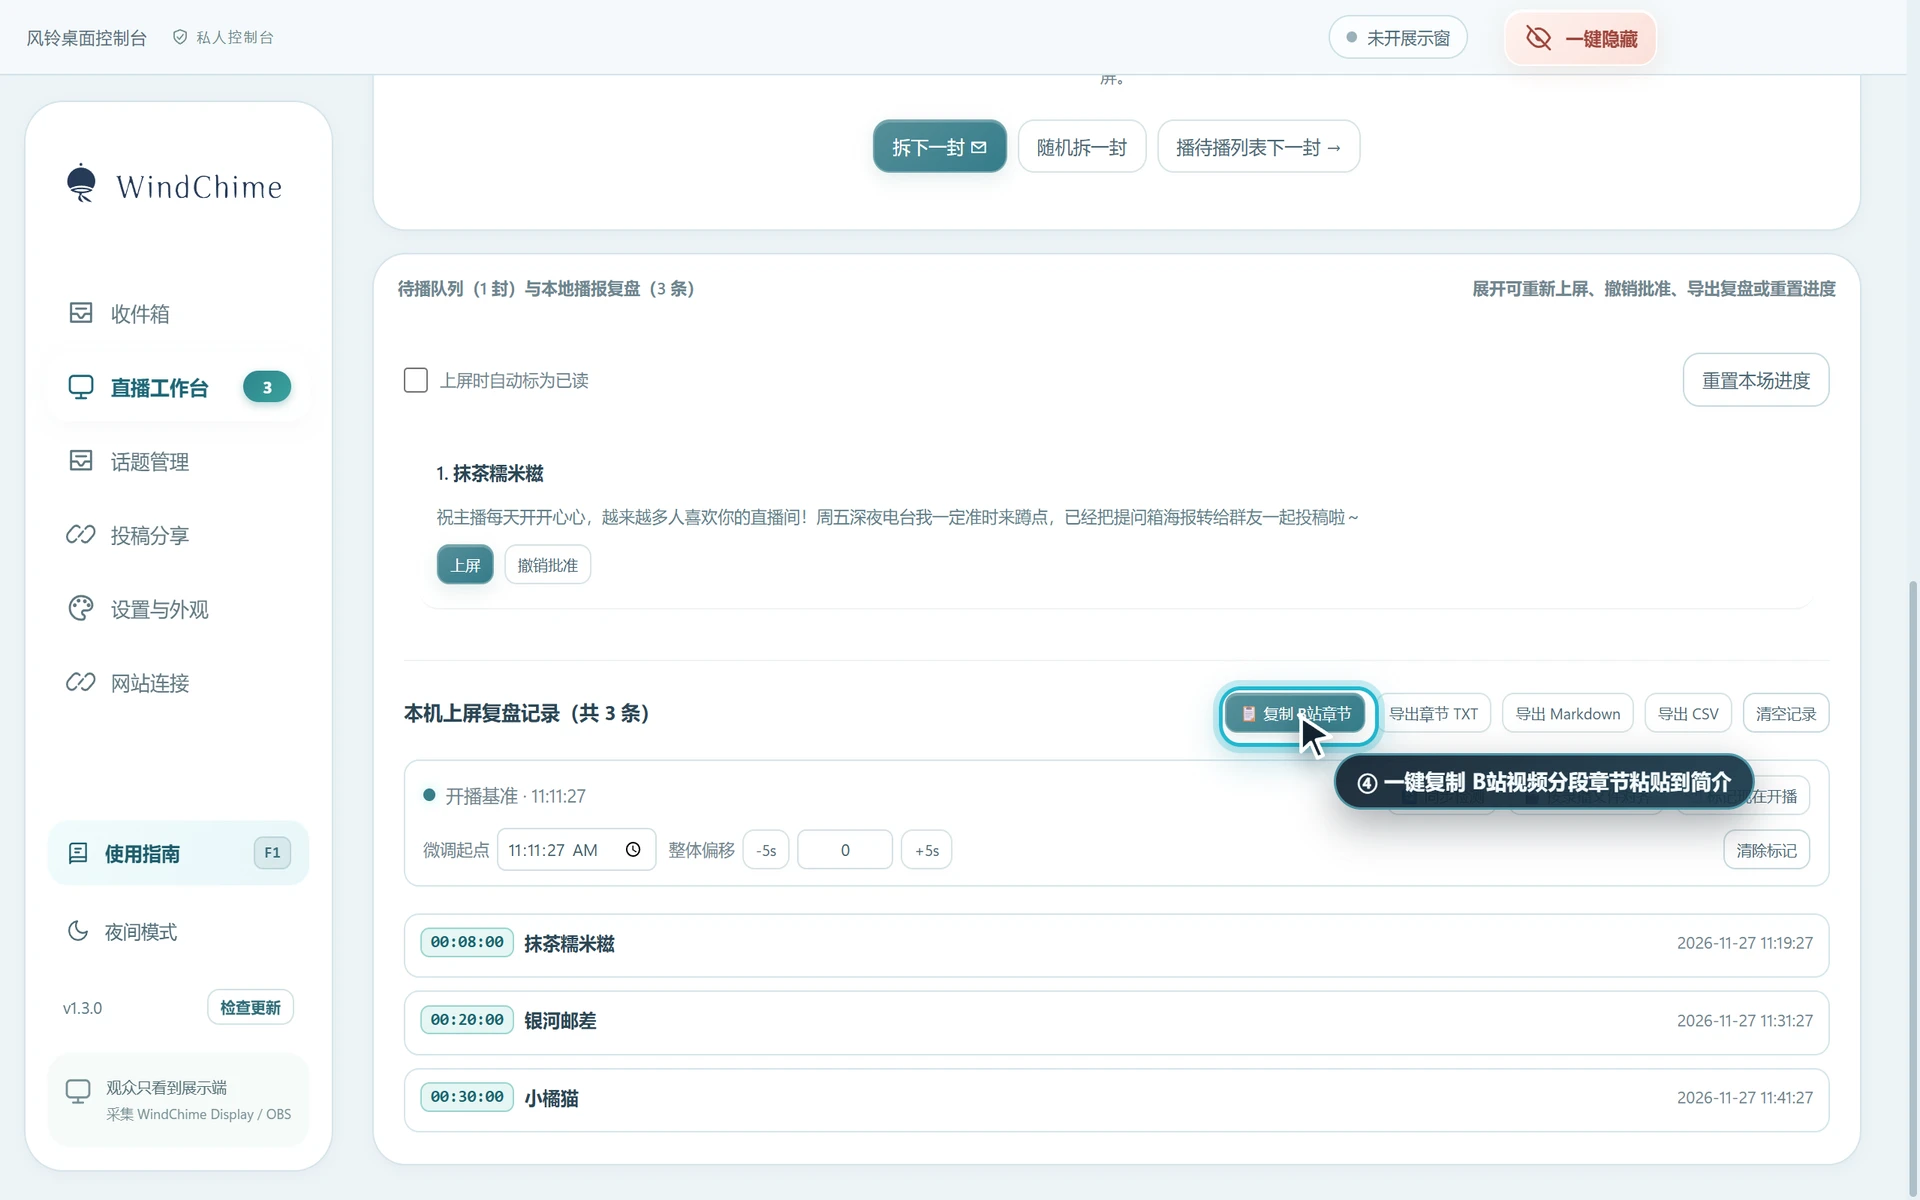 风铃桌面控制台
私人控制台
未开展示窗
一键隐藏
屏。
WindChime
收件箱
直播工作台
3
话题管理
投稿分享
设置与外观
网站连接
使用指南
F1
夜间模式
v1.3.0
检查更新
观众只看到展示端
采集 WindChime Display / OBS
拆下一封
随机拆一封
播待播列表下一封 →
待播队列（1 封）与本地播报复盘（3 条）
展开可重新上屏、撤销批准、导出复盘或重置进度
上屏时自动标为已读
重置本场进度
1. 抹茶糯米糍
祝主播每天开开心心，越来越多人喜欢你的直播间！周五深夜电台我一定准时来蹲点，已经把提问箱海报转给群友一起投稿啦～
上屏
撤销批准
本机上屏复盘记录（共 3 条）
复制 B站章节
导出章节 TXT
导出 Markdown
导出 CSV
清空记录
④ 一键复制 B站视频分段章节粘贴到简介
开播基准 · 11:11:27
在开播
微调起点
11:11:27 AM
整体偏移
-5s
0
+5s
清除标记
00:08:00
抹茶糯米糍
2026-11-27 11:19:27
00:20:00
银河邮差
2026-11-27 11:31:27
00:30:00
小橘猫
2026-11-27 11:41:27